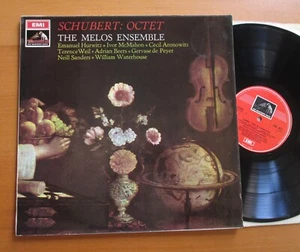 EMI
SCHUBERT: OCTET
THE MELOS ENSEMBLE
Emanuel Hurwitz • Ivor McMahon • Cecil Aronowitz
Terence Weil • Adrian Beers • Gervase de Peyer
Neill Sanders • William Waterhouse